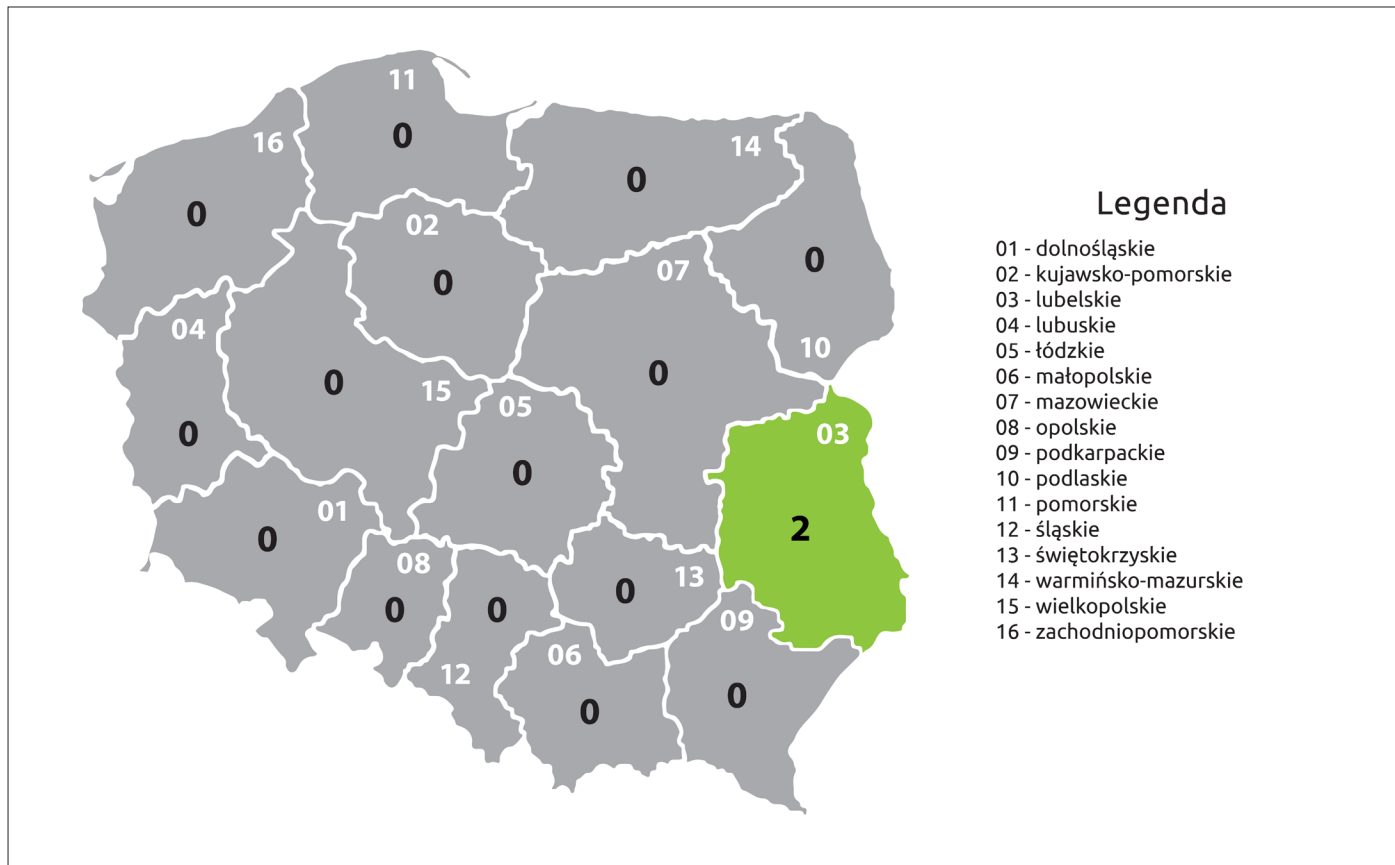 11
0
16
0
14
0
02
0
07
0
10
0
04
0
15
0
05
0
03
2
01
0
08
0
12
0
13
0
06
0
09
0
Legenda
01 - dolnośląskie
02 - kujawsko-pomorskie
03 - lubelskie
04 - lubuskie
05 - łódzkie
06 - małopolskie
07 - mazowieckie
08 - opolskie
09 - podkarpackie
10 - podlaskie
11 - pomorskie
12 - śląskie
13 - świętokrzyskie
14 - warmińsko-mazurskie
15 - wielkopolskie
16 - zachodniopomorskie